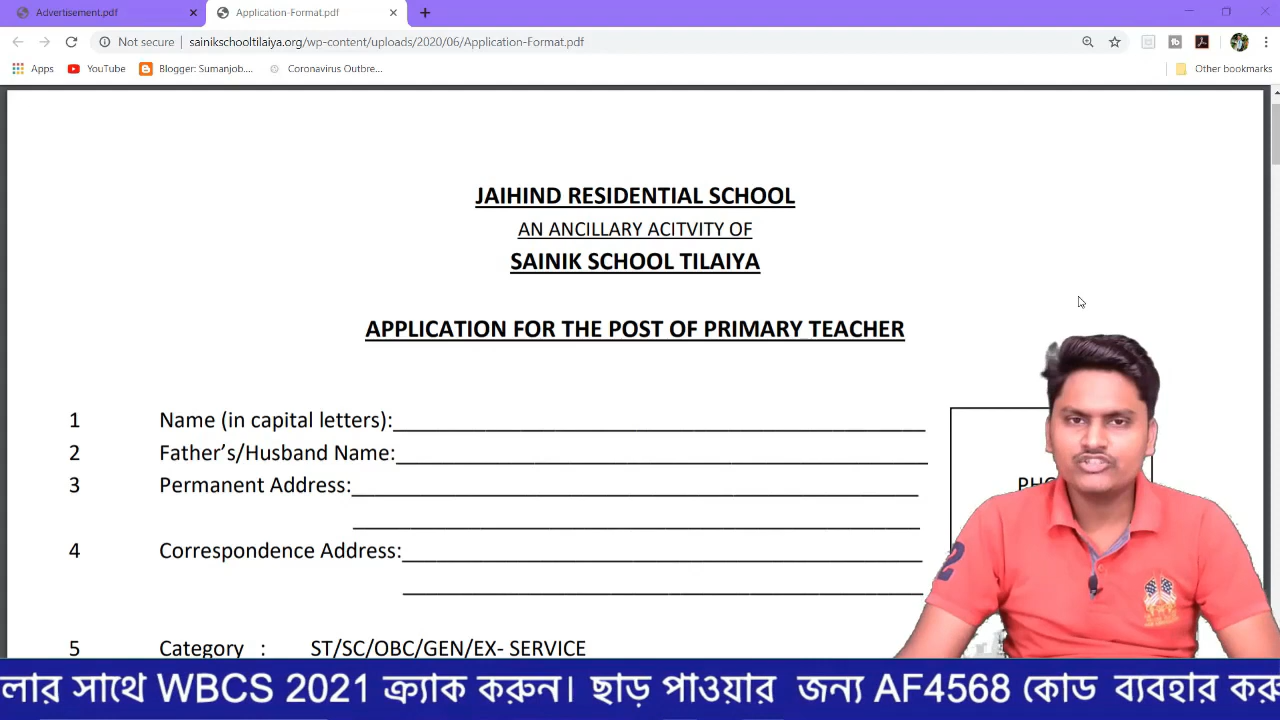 Advertisement.pdf
Application-Format.pdf
Not secure
sainikschooltilaiya.org/wp-content/uploads/2020/06/Application-Format.pdf
Apps
YouTube
Blogger: Sumanjob....
Coronavirus Outbre...
Other bookmarks
JAIHIND RESIDENTIAL SCHOOL
AN ANCILLARY ACITVITY OF
SAINIK SCHOOL TILAIYA
APPLICATION FOR THE POST OF PRIMARY TEACHER
1 Name (in capital letters):
2 Father's/Husband Name:
3 Permanent Address:
4 Correspondence Address:
5 Category : ST/SC/OBC/GEN/EX- SERVICE
লার সাথে WBCS 2021 ক্র্যাক করুন। ছাড় পাওয়ার জন্য AF4568 কোড ব্যবহার করু